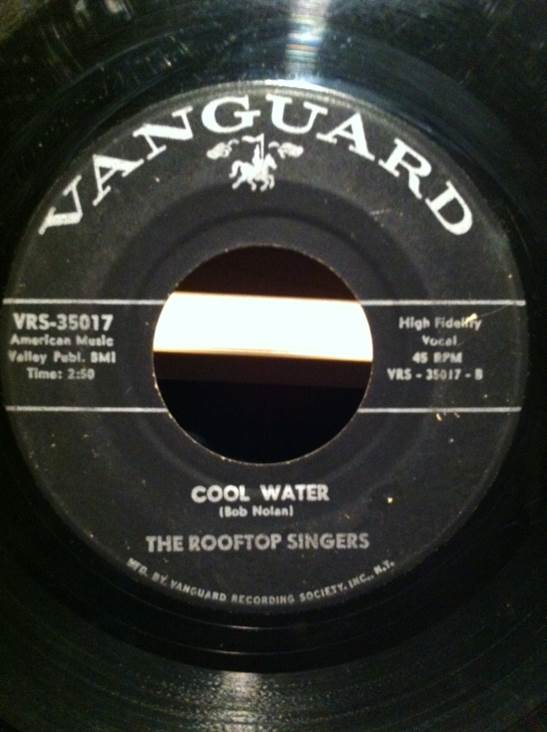 VANGUARD
VRS-35017
American Music
Valley Publ. BMI
Time: 2:50
High Fidelity
Vocal
45 RPM
VRS - 35017 - B
COOL WATER
(Bob Nolan)
THE ROOFTOP SINGERS
MFD. BY VANGUARD RECORDING SOCIETY, INC., N.Y.